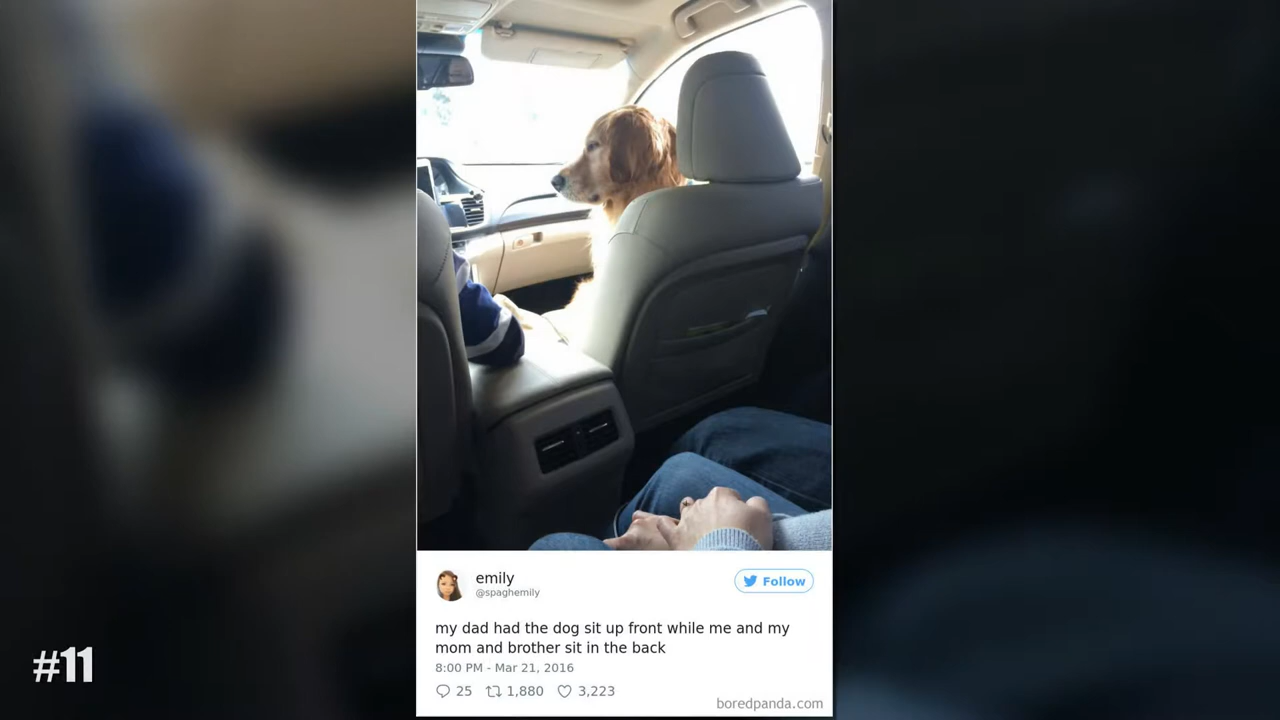 emily
@spaghemily
Follow
my dad had the dog sit up front while me and my
mom and brother sit in the back
8:00 PM - Mar 21, 2016
25 1,880 3,223
boredpanda.com
#11